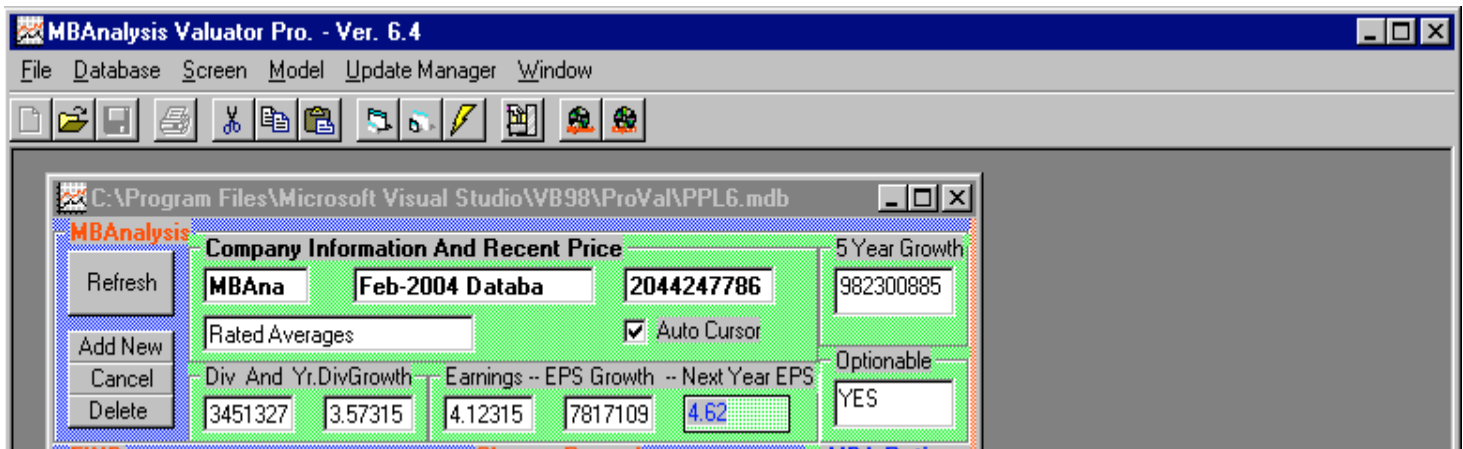 MBAnalysis Valuator Pro. - Ver. 6.4
File Database Screen Model Update Manager Window
C:\Program Files\Microsoft Visual Studio\VB98\ProVal\PPL6.mdb
MBAnalysis
Company Information And Recent Price
5 Year Growth
Refresh
MBAna Feb-2004 Databa 2044247786
982300885
Rated Averages
Auto Cursor
Add New
Cancel
Delete
Div And Yr.DivGrowth
Earnings -- EPS Growth -- Next Year EPS
Optionable
3451327 3.57315 4.12315 7817109 4.62
YES